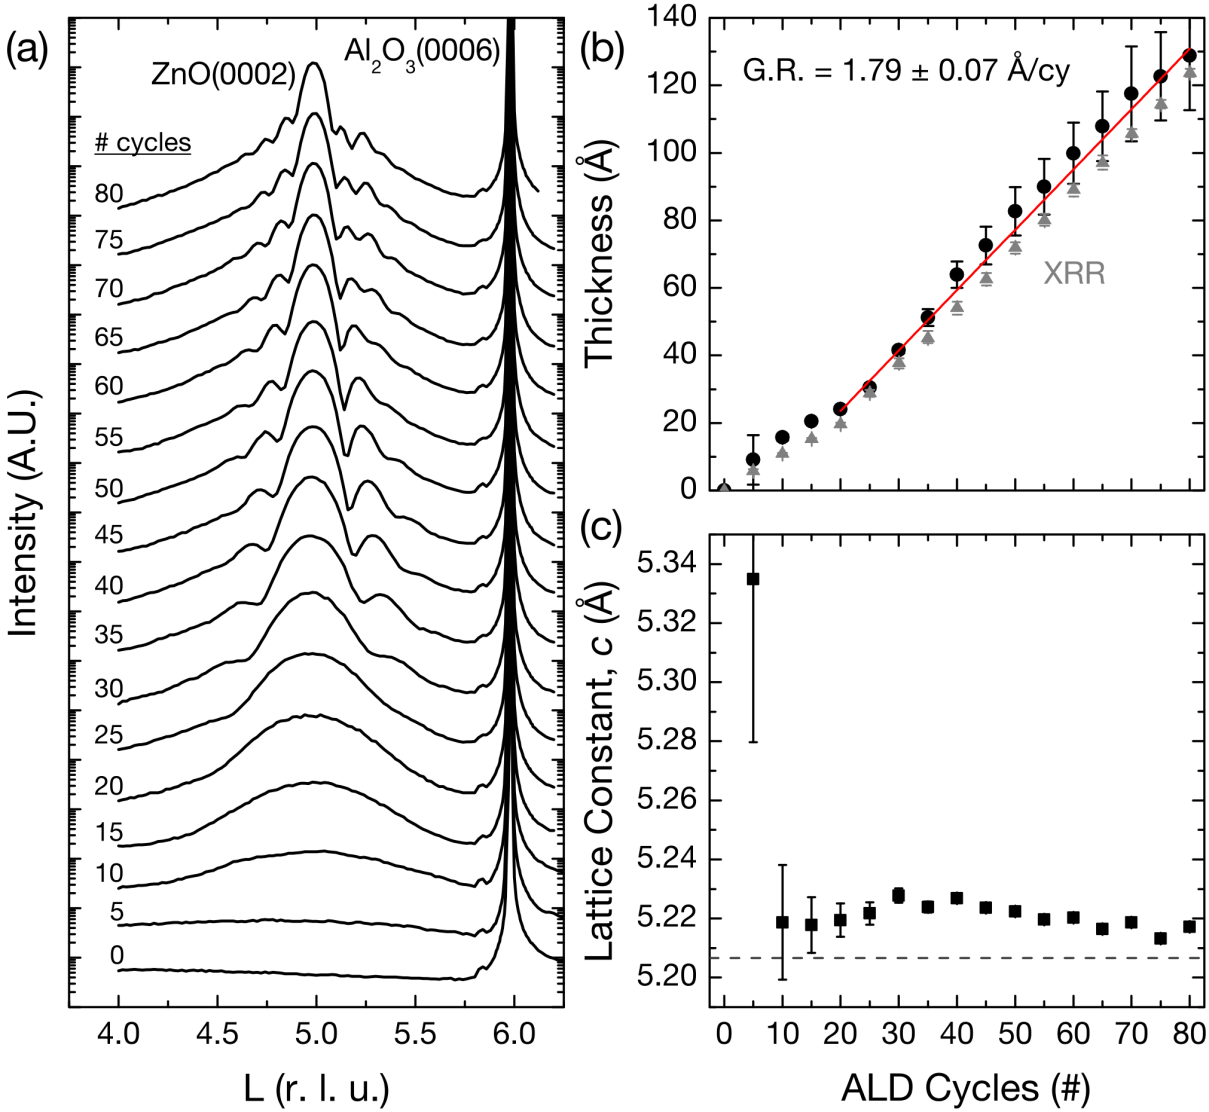 (a)
ZnO(0002)
Al₂O₃(0006)
# cycles
80
75
70
65
60
55
50
45
40
35
30
25
20
15
10
5
0
Intensity (A.U.)
4.0 4.5 5.0 5.5 6.0
L (r. l. u.)
(b)
G.R. = 1.79 ± 0.07 Å/cy
XRR
Thickness (Å)
140
120
100
80
60
40
20
0
(c)
Lattice Constant, c (Å)
5.34
5.32
5.30
5.28
5.26
5.24
5.22
5.20
0 10 20 30 40 50 60 70 80
ALD Cycles (#)